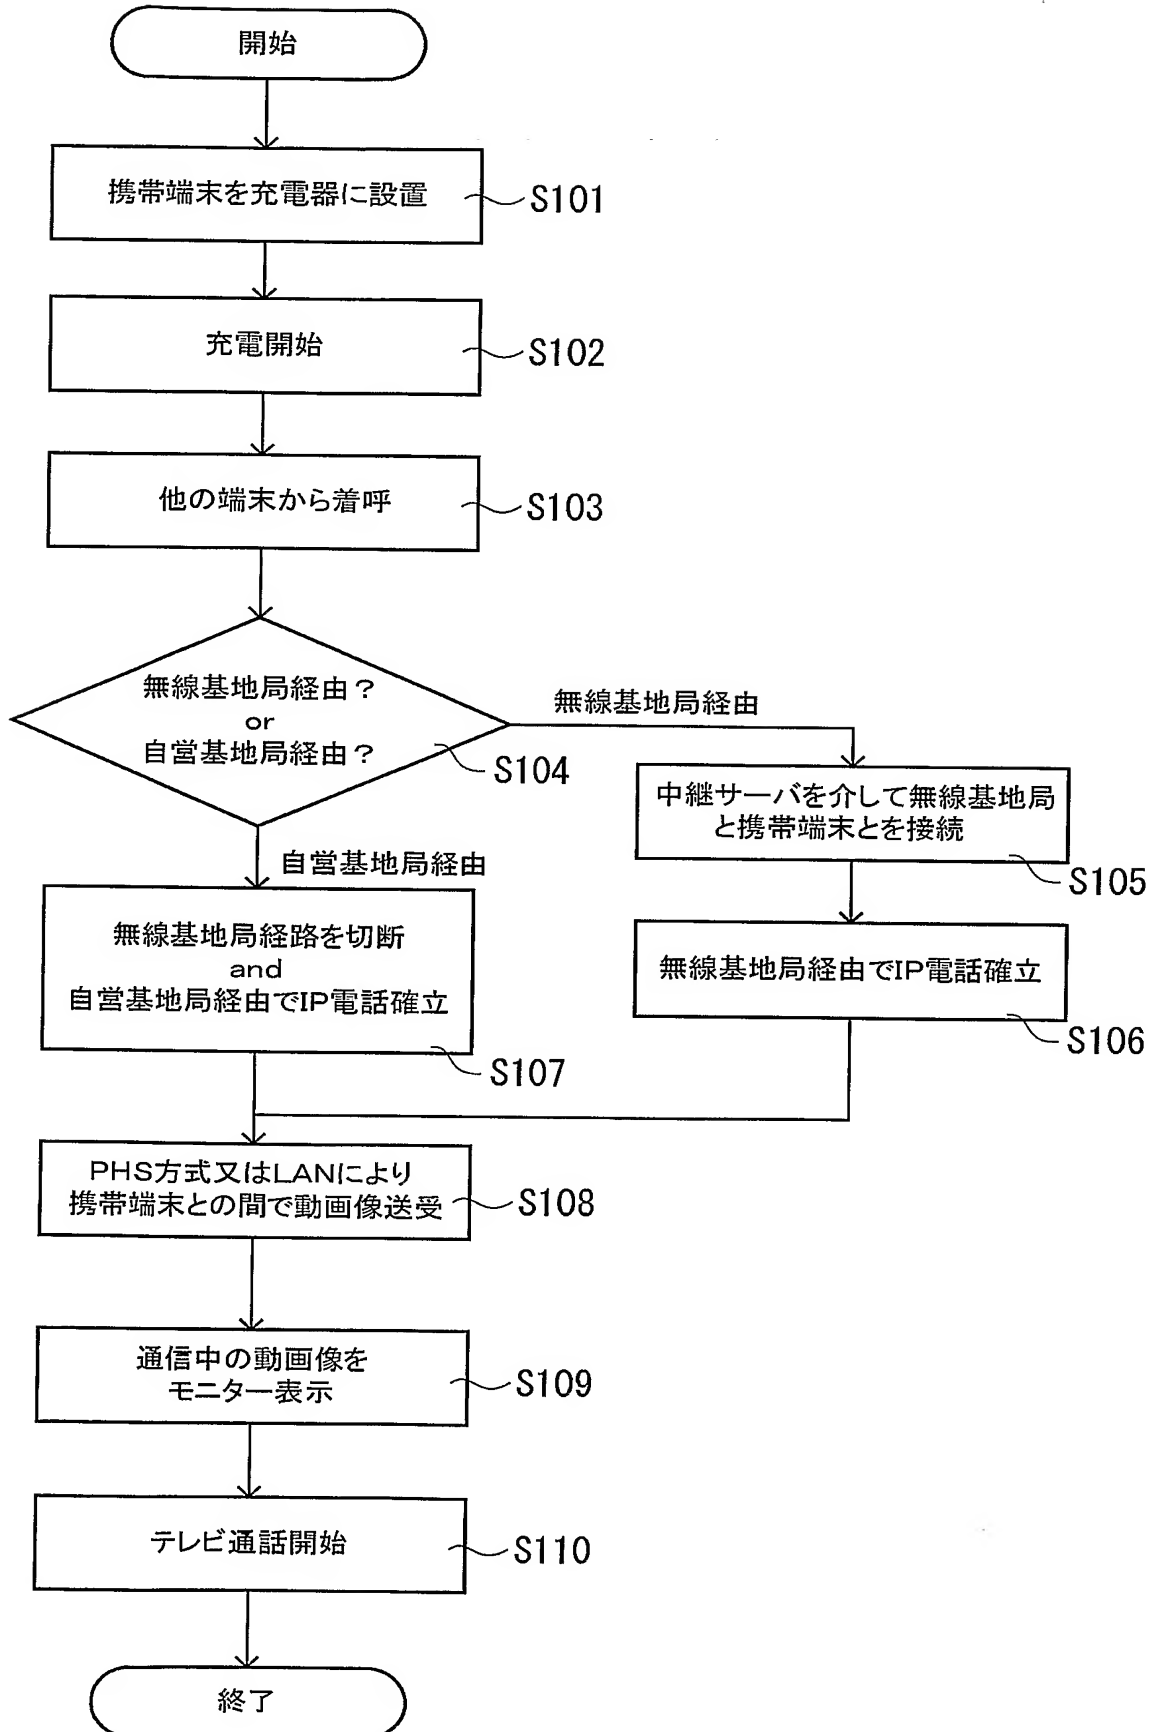 開始
携帯端末を充電器に設置
S101
充電開始
S102
他の端末から着呼
S103
無線基地局経由?
or
自営基地局経由?
S104
無線基地局経由
中継サーバを介して無線基地局
と携帯端末とを接続
S105
無線基地局経由でIP電話確立
S106
自営基地局経由
無線基地局経路を切断
and
自営基地局経由でIP電話確立
S107
PHS方式又はLANにより
携帯端末との間で動画像送受
S108
通信中の動画像を
モニター表示
S109
テレビ通話開始
S110
終了